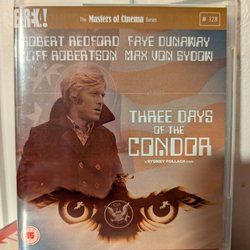 The Masters of Cinema Series
# 128
ROBERT REDFORD FAYE DUNAWAY
CLIFF ROBERTSON MAX VON SYDOW
THREE DAYS
OF THE
CONDOR
A SYDNEY POLLACK FILM
15